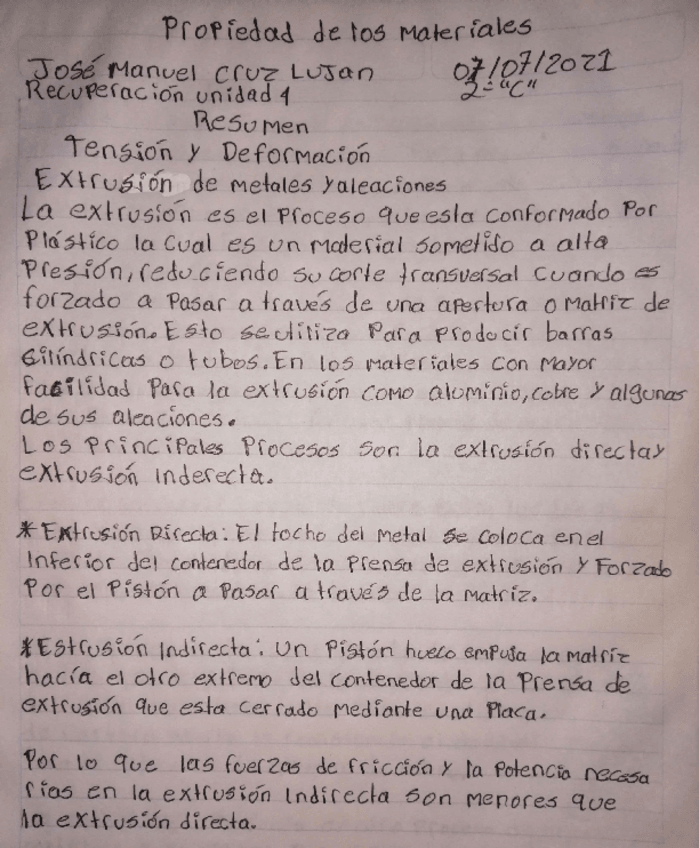 Propiedad de los Materiales
José Manuel Cruz Lujan 07/07/2021
Recuperación unidad 4 2-"C"
Resumen
Tensión y Deformación
Extrusión de metales y aleaciones
La extrusión es el Proceso que esta conformado Por
Plástico la cual es un material sometido a alta
Presión, reduciendo su corte transversal cuando es
forzado a Pasar a través de una apertura o Matriz de
extrusión. Esto se utiliza Para Producir barras
cilíndricas o tubos. En los materiales con Mayor
facilidad Para la extrusión como aluminio, cobre y algunas
de sus aleaciones.
Los Principales Procesos son la extrusión directa y
extrusión inderecta.
*Extrusión Directa: El tocho del metal se coloca en el
Inferior del contenedor de la Prensa de extrusión y Forzado
Por el Pistón a Pasar a través de la Matriz.
*Estrusión Indirecta: Un Pistón hueco empuja la matriz
hacía el otro extremo del contenedor de la Prensa de
extrusión que esta cerrado Mediante una Placa.
Por lo que las fuerzas de fricción y la Potencia necesa
rias en la extrusión Indirecta son menores que
la extrusión directa.